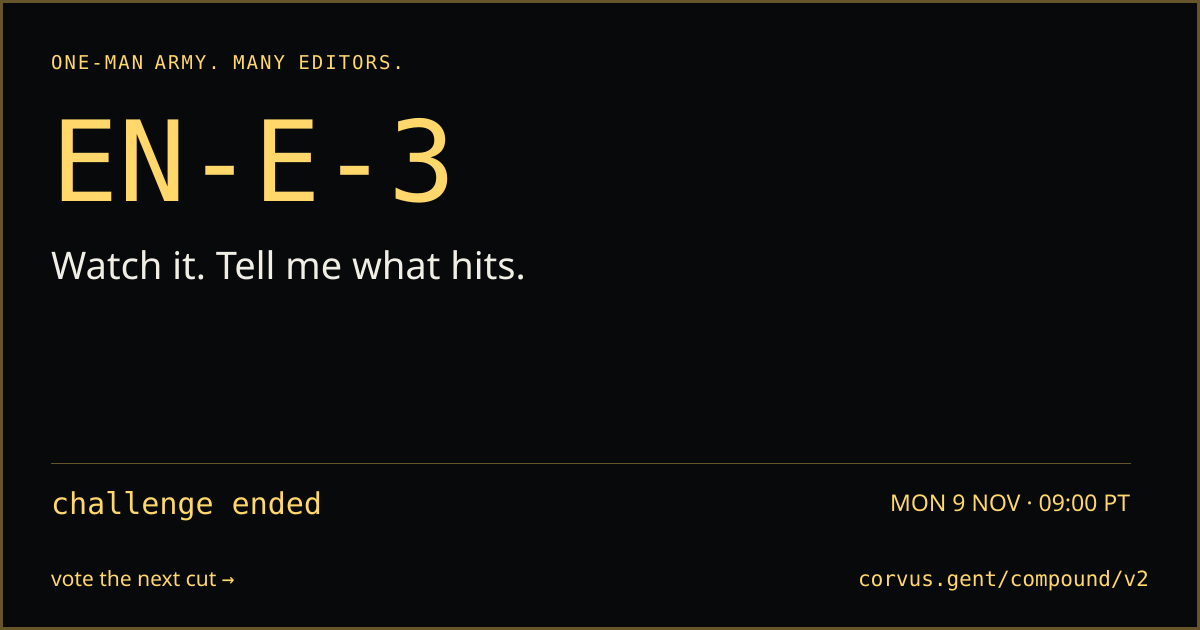 ONE-MAN ARMY. MANY EDITORS.
EN-E-3
Watch it. Tell me what hits.
challenge ended
MON 9 NOV · 09:00 PT
vote the next cut →
corvus.gent/compound/v2